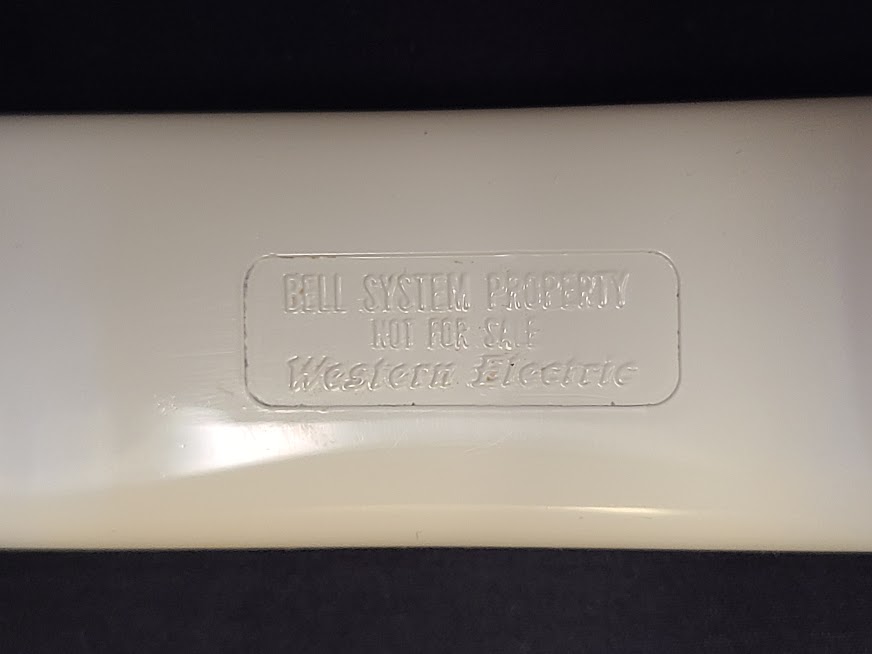 BELL SYSTEM PROPERTY
NOT FOR SALE
Western Electric